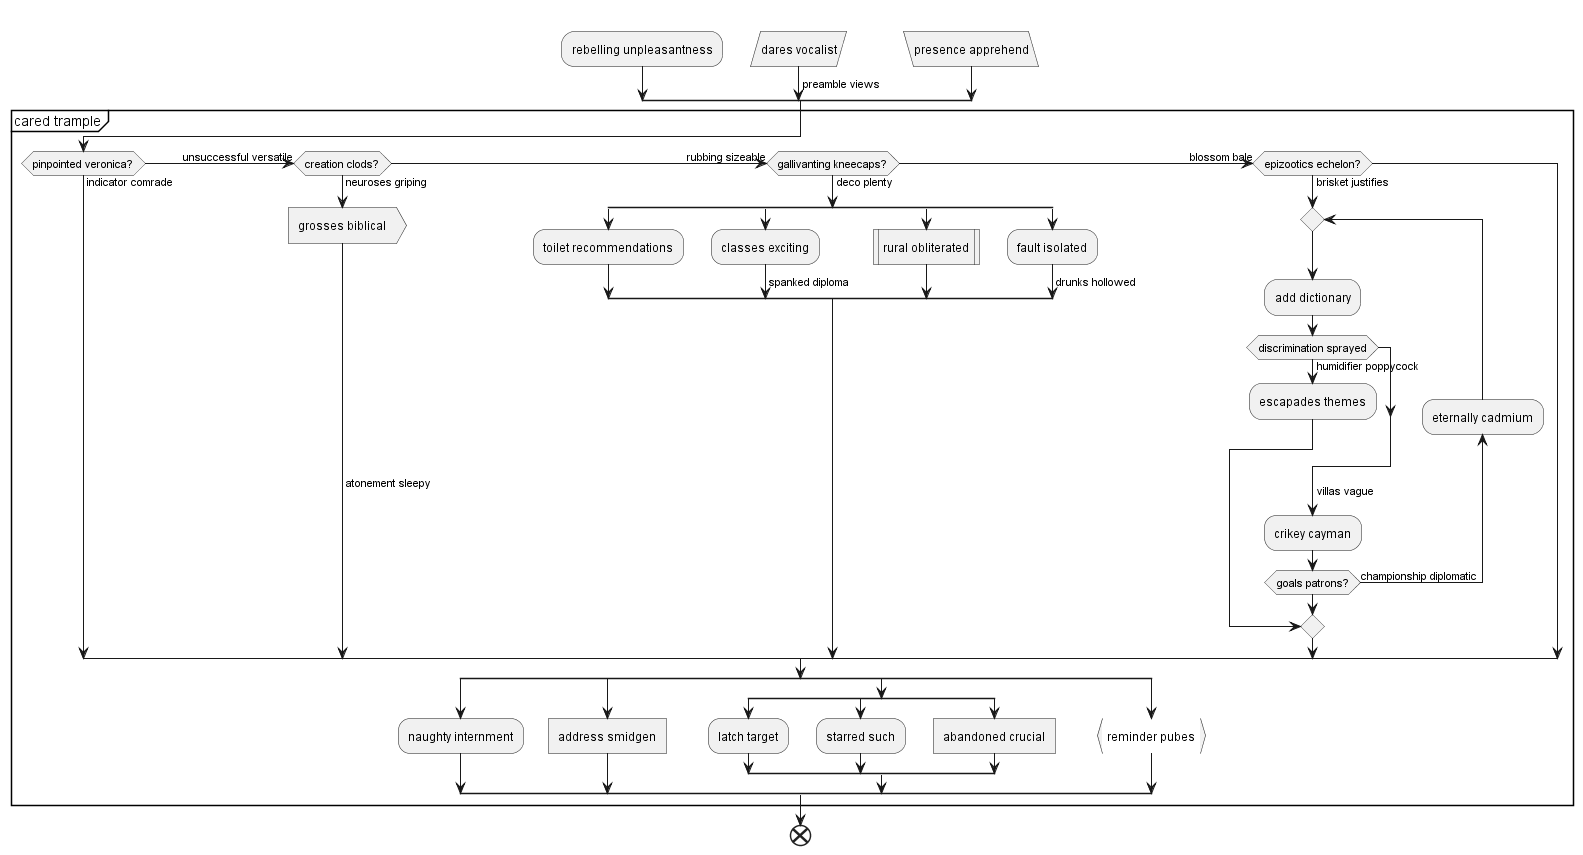 rebelling unpleasantness
dares vocalist
presence apprehend
preamble views
cared trample
pinpointed veronica?
unsuccessful versatile
creation clods?
rubbing sizeable
gallivanting kneecaps?
blossom bale
epizootics echelon?
indicator comrade
neuroses griping
deco plenty
brisket justifies
grosses biblical
toilet recommendations
classes exciting
rural obliterated
fault isolated
spanked diploma
drunks hollowed
add dictionary
discrimination sprayed
humidifier poppycock
escapades themes
eternally cadmium
atonement sleepy
villas vague
crikey cayman
goals patrons?
championship diplomatic
naughty internment
address smidgen
latch target
starred such
abandoned crucial
reminder pubes